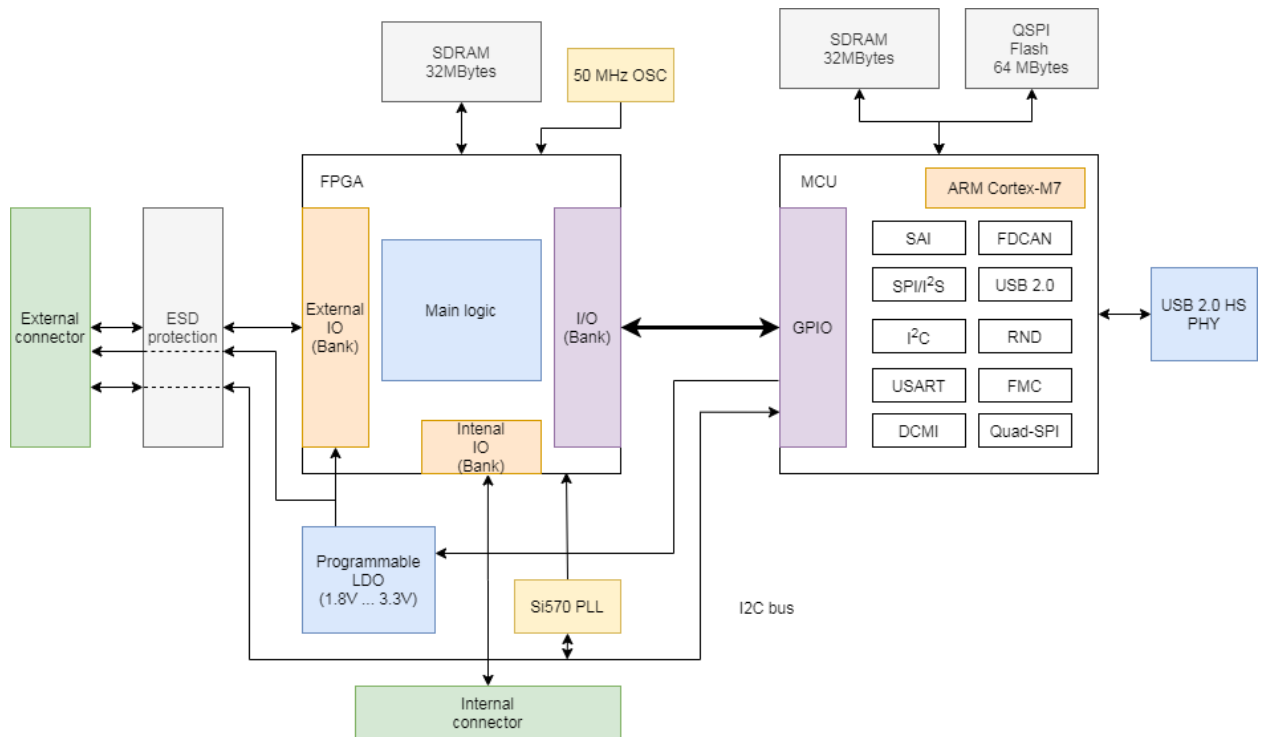 SDRAM
32MBytes
50 MHz OSC
SDRAM
32MBytes
QSPI
Flash
64 MBytes
FPGA
MCU
ARM Cortex-M7
External
connector
ESD
protection
External
IO
(Bank)
Main logic
I/O
(Bank)
GPIO
SAI
FDCAN
SPI/I²S
USB 2.0
I²C
RND
USART
FMC
DCMI
Quad-SPI
USB 2.0 HS
PHY
Intenal
IO
(Bank)
Programmable
LDO
(1.8V ... 3.3V)
Si570 PLL
I2C bus
Internal
connector